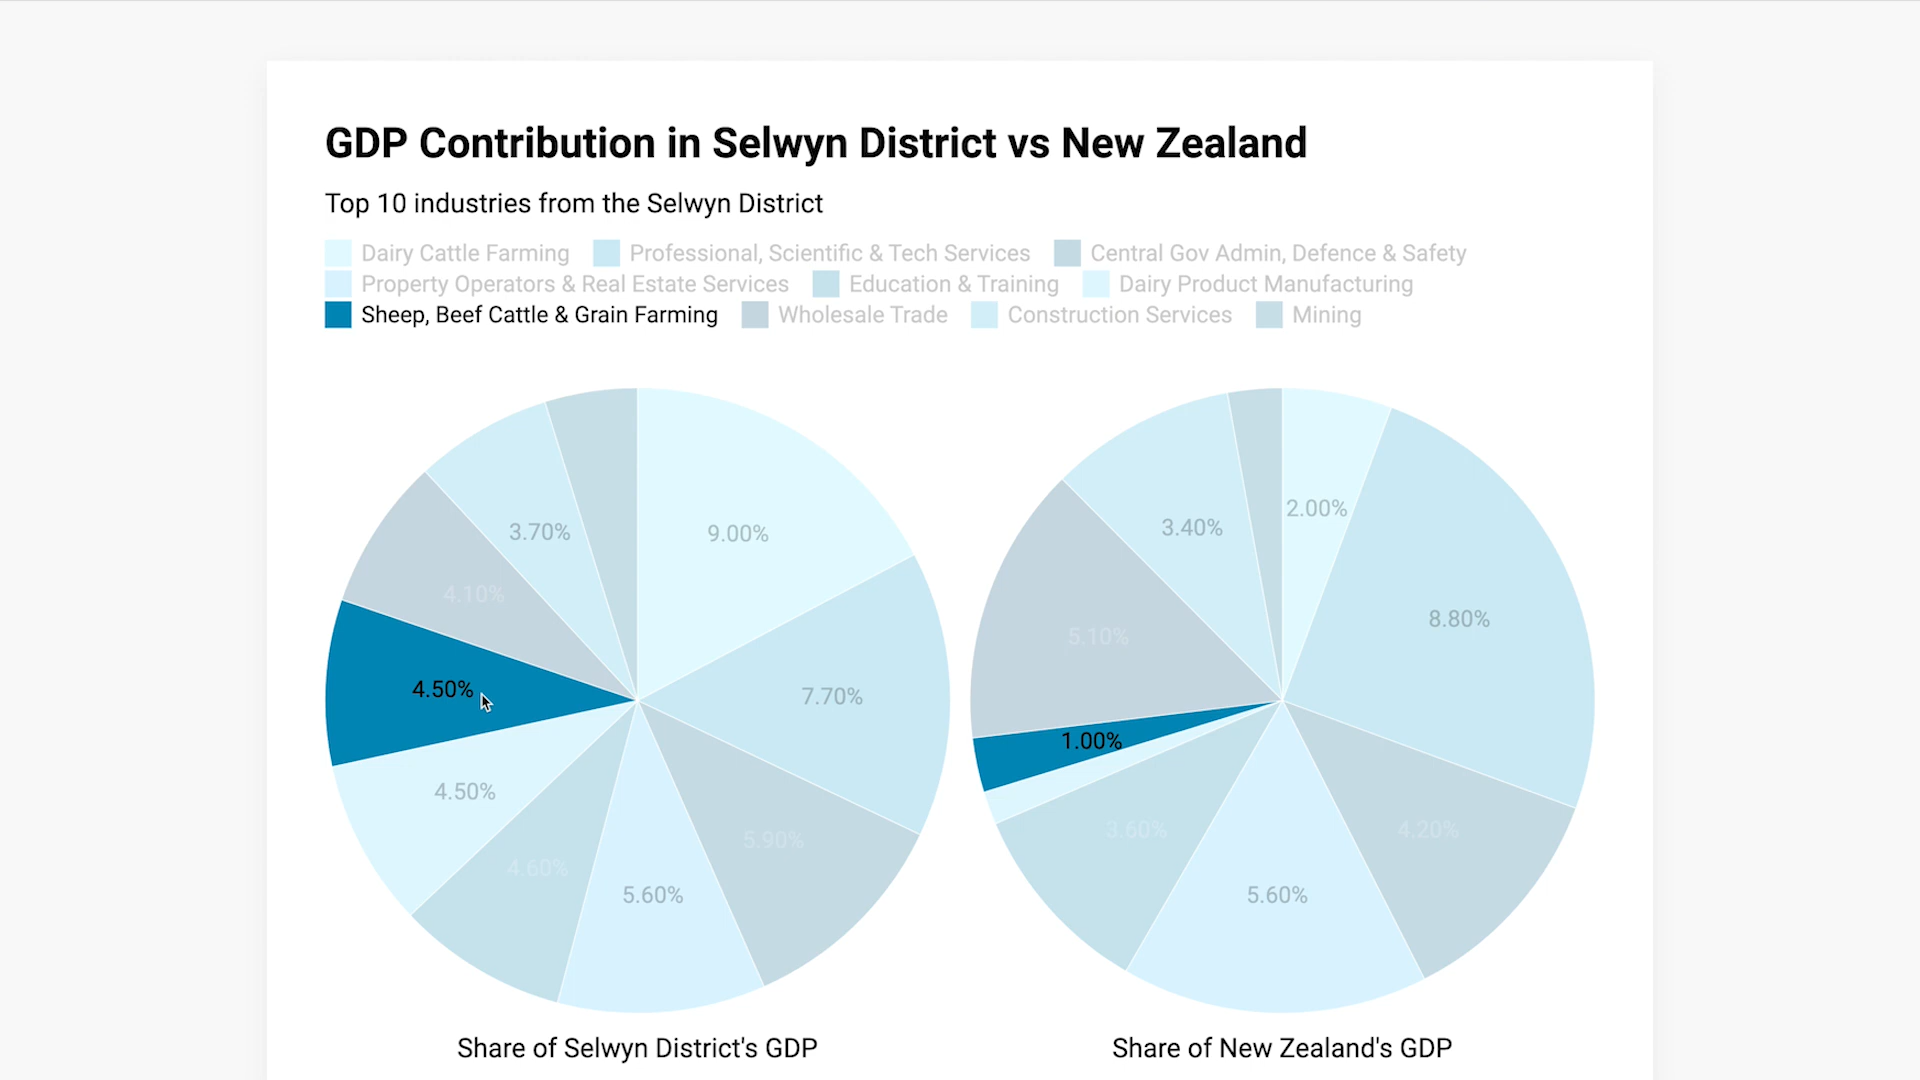 GDP Contribution in Selwyn District vs New Zealand
Top 10 industries from the Selwyn District
Dairy Cattle Farming Professional, Scientific & Tech Services Central Gov Admin, Defence & Safety
Property Operators & Real Estate Services Education & Training Dairy Product Manufacturing
Sheep, Beef Cattle & Grain Farming Wholesale Trade Construction Services Mining
3.70%
9.00%
4.10%
4.50%
7.70%
4.50%
5.90%
4.60%
5.60%
Share of Selwyn District's GDP
2.00%
3.40%
8.80%
5.10%
1.00%
3.60%
4.20%
5.60%
Share of New Zealand's GDP